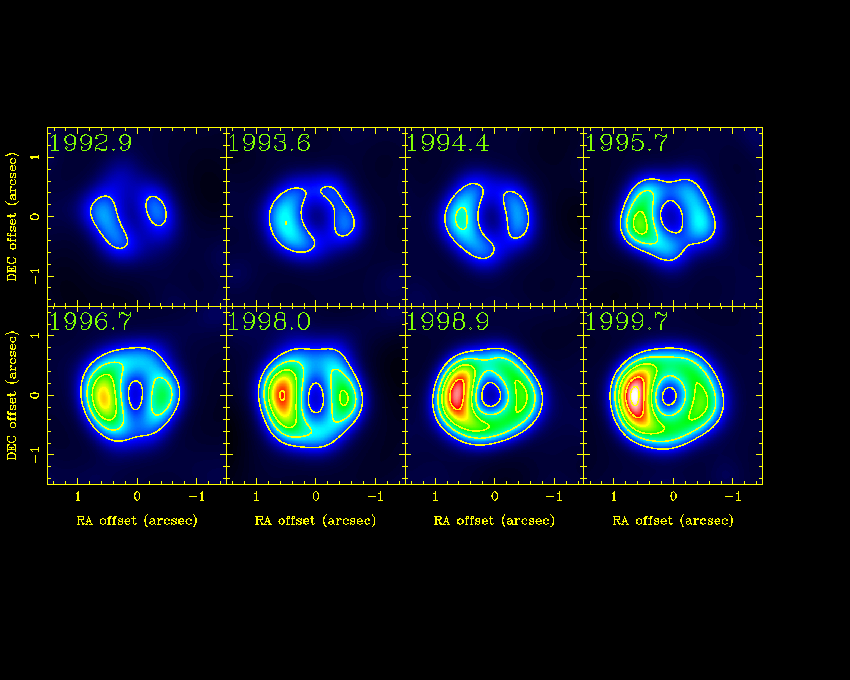 1992.9 1993.6 1994.4 1995.7
DEC offset (arcsec)
1
0
−1
1996.7 1998.0 1998.9 1999.7
DEC offset (arcsec)
1
0
−1
1 0 −1 1 0 −1 1 0 −1 1 0 −1
RA offset (arcsec) RA offset (arcsec) RA offset (arcsec) RA offset (arcsec)